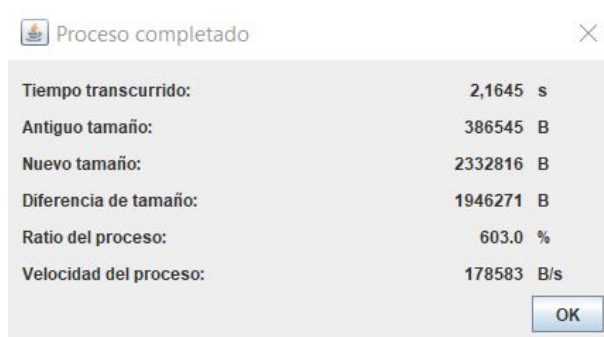 Proceso completado
Tiempo transcurrido: 2,1645 s
Antiguo tamaño: 386545 B
Nuevo tamaño: 2332816 B
Diferencia de tamaño: 1946271 B
Ratio del proceso: 603.0 %
Velocidad del proceso: 178583 B/s
OK